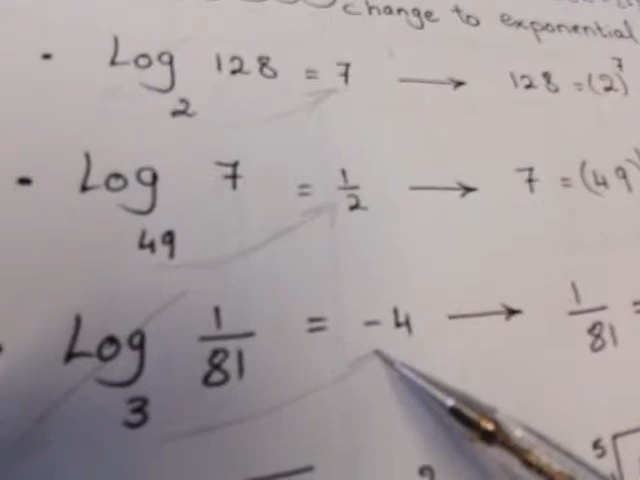 change to exponential
• Log₂ 128 = 7 → 128 = (2)⁷
• Log₄₉ 7 = 1/2 → 7 = (49)
Log₃ 1/81 = -4 → 1/81 =
5√